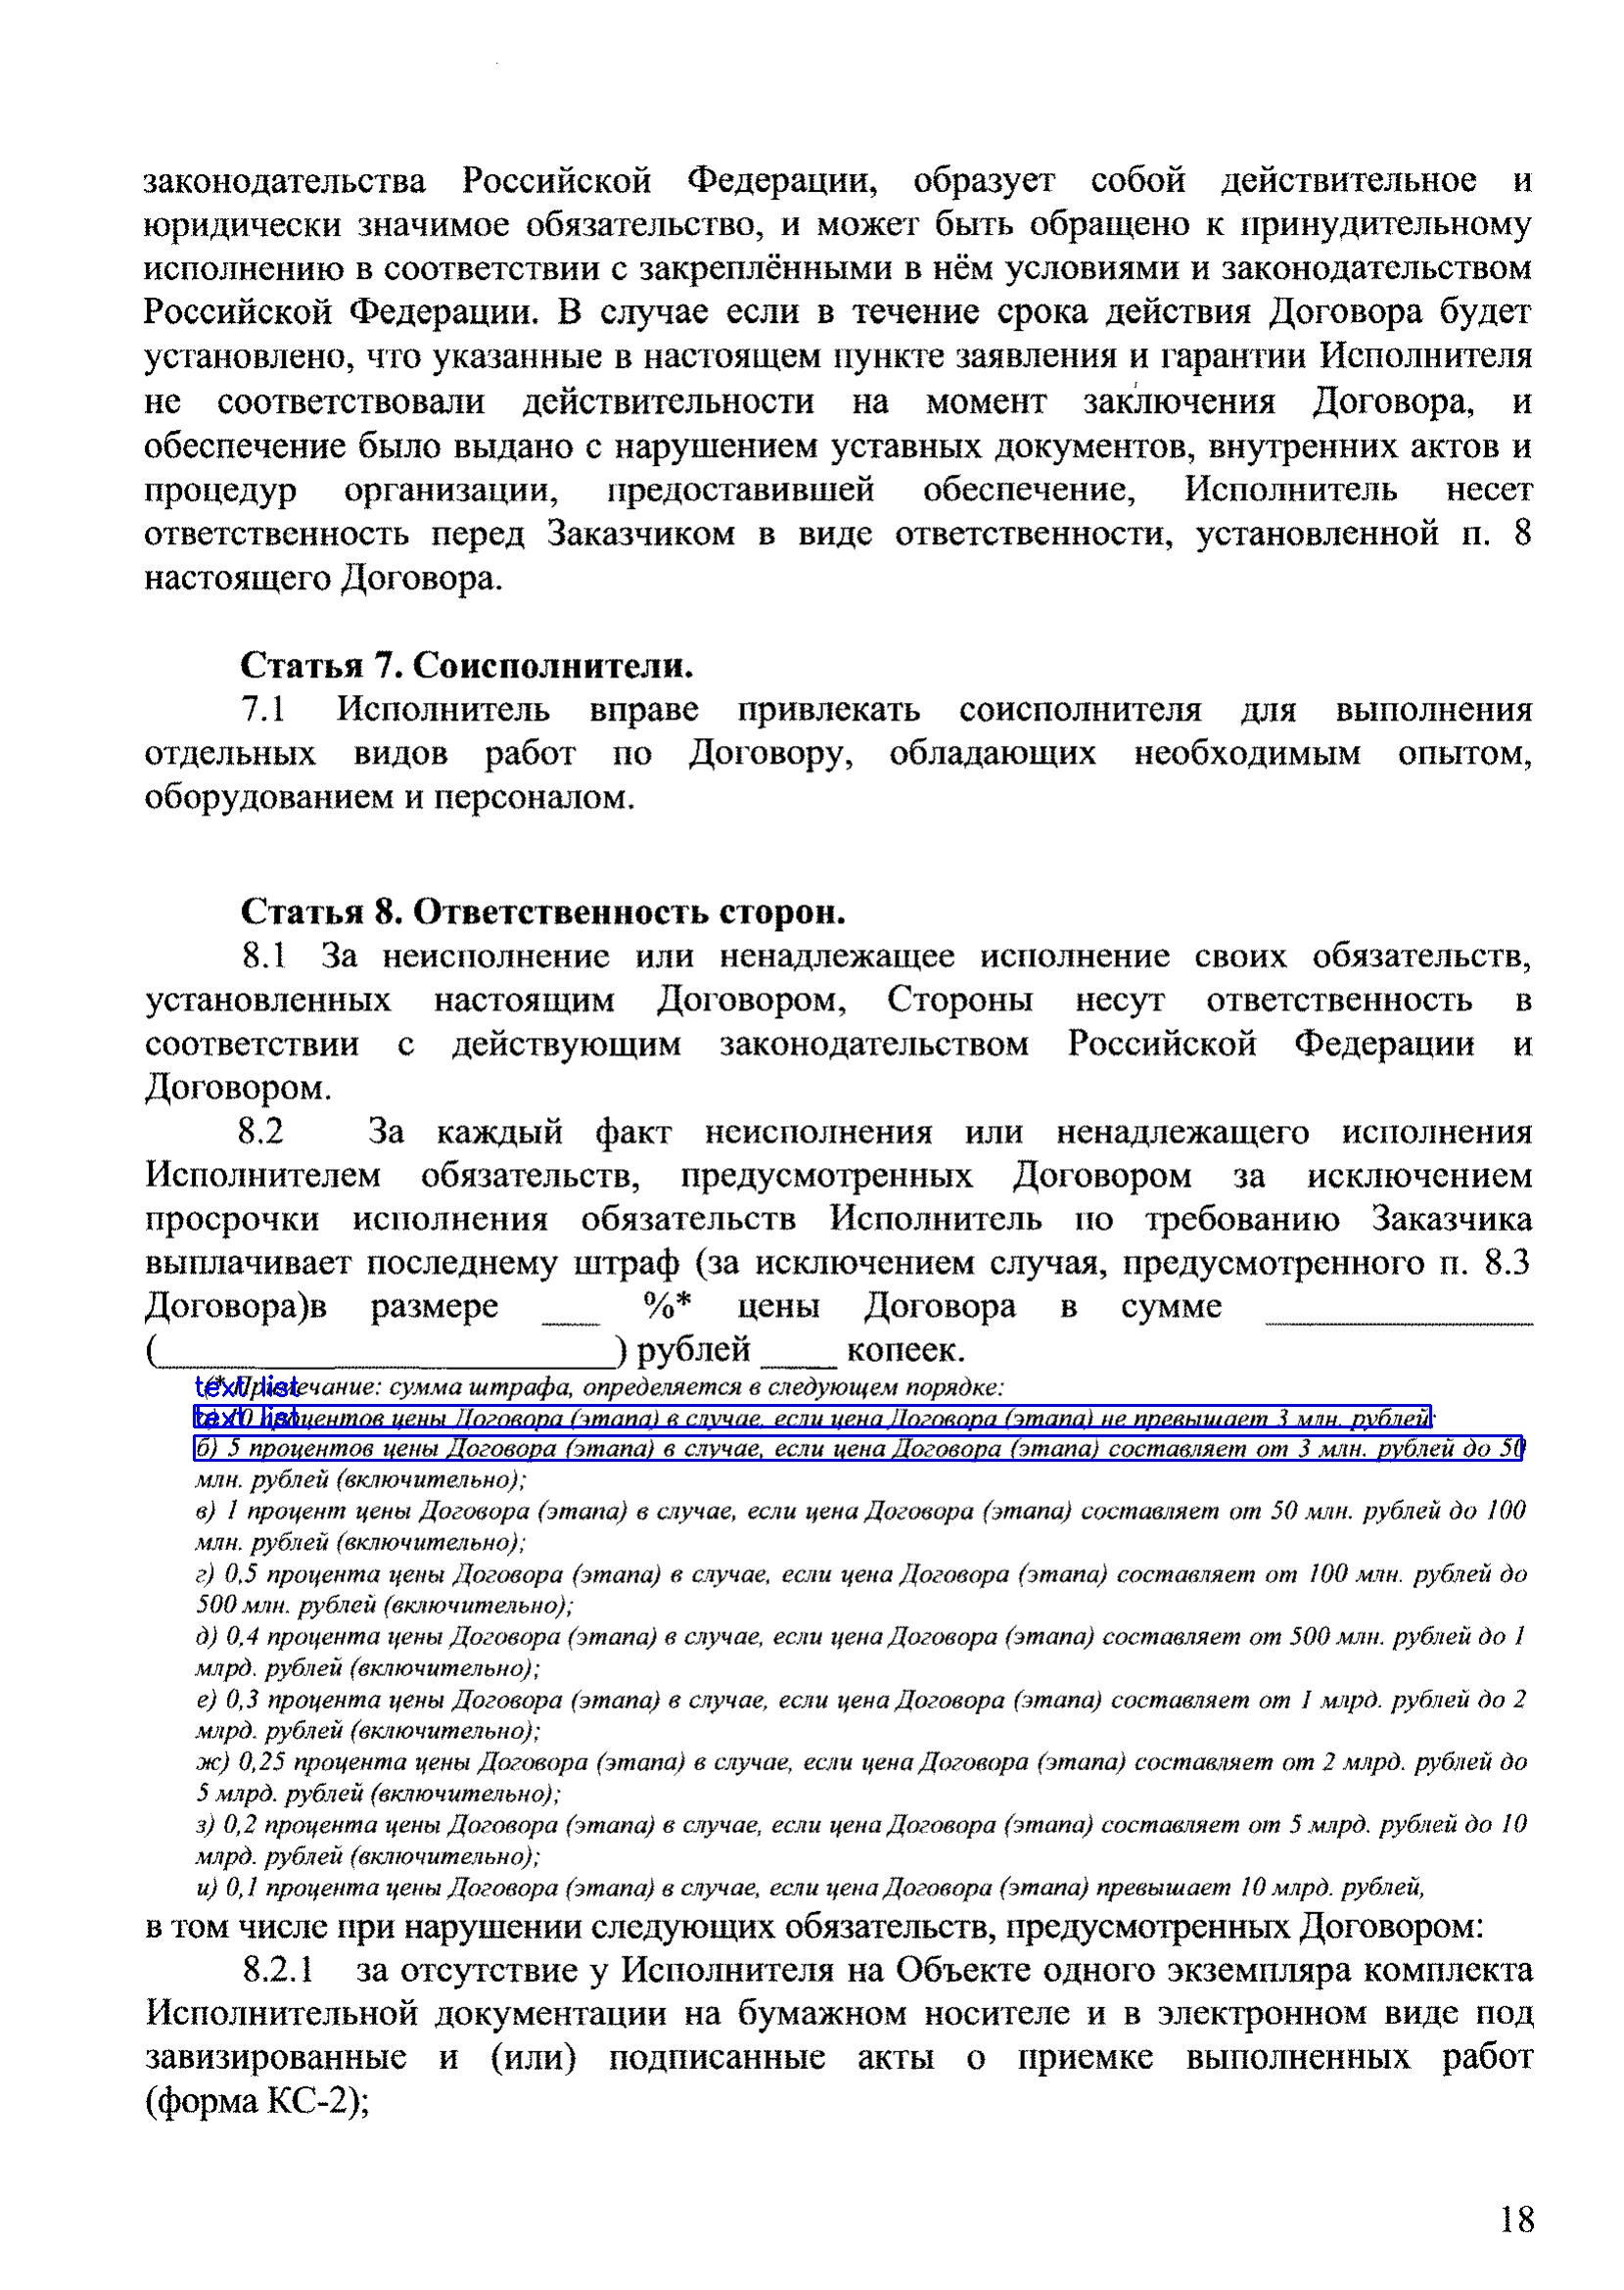 законодательства Российской Федерации, образует собой действительное и
юридически значимое обязательство, и может быть обращено к принудительному
исполнению в соответствии с закреплёнными в нём условиями и законодательством
Российской Федерации. В случае если в течение срока действия Договора будет
установлено, что указанные в настоящем пункте заявления и гарантии Исполнителя
не соответствовали действительности на момент заключения Договора, и
обеспечение было выдано с нарушением уставных документов, внутренних актов и
процедур организации, предоставившей обеспечение, Исполнитель несет
ответственность перед Заказчиком в виде ответственности, установленной п. 8
настоящего Договора.
Статья 7. Соисполнители.
7.1 Исполнитель вправе привлекать соисполнителя для выполнения
отдельных видов работ по Договору, обладающих необходимым опытом,
оборудованием и персоналом.
Статья 8. Ответственность сторон.
8.1 За неисполнение или ненадлежащее исполнение своих обязательств,
установленных настоящим Договором, Стороны несут ответственность в
соответствии с действующим законодательством Российской Федерации и
Договором.
8.2 За каждый факт неисполнения или ненадлежащего исполнения
Исполнителем обязательств, предусмотренных Договором за исключением
просрочки исполнения обязательств Исполнитель по требованию Заказчика
выплачивает последнему штраф (за исключением случая, предусмотренного п. 8.3
Договора)в размере ___ %* цены Договора в сумме ______________
(________________________) рублей ____ копеек.
text list
(* Примечание: сумма штрафа, определяется в следующем порядке:
text list
а) 10 процентов цены Договора (этапа) в случае, если цена Договора (этапа) не превышает 3 млн. рублей;
б) 5 процентов цены Договора (этапа) в случае, если цена Договора (этапа) составляет от 3 млн. рублей до 50
млн. рублей (включительно);
в) 1 процент цены Договора (этапа) в случае, если цена Договора (этапа) составляет от 50 млн. рублей до 100
млн. рублей (включительно);
г) 0,5 процента цены Договора (этапа) в случае, если цена Договора (этапа) составляет от 100 млн. рублей до
500 млн. рублей (включительно);
д) 0,4 процента цены Договора (этапа) в случае, если цена Договора (этапа) составляет от 500 млн. рублей до 1
млрд. рублей (включительно);
е) 0,3 процента цены Договора (этапа) в случае, если цена Договора (этапа) составляет от 1 млрд. рублей до 2
млрд. рублей (включительно);
ж) 0,25 процента цены Договора (этапа) в случае, если цена Договора (этапа) составляет от 2 млрд. рублей до
5 млрд. рублей (включительно);
з) 0,2 процента цены Договора (этапа) в случае, если цена Договора (этапа) составляет от 5 млрд. рублей до 10
млрд. рублей (включительно);
и) 0,1 процента цены Договора (этапа) в случае, если цена Договора (этапа) превышает 10 млрд. рублей,
в том числе при нарушении следующих обязательств, предусмотренных Договором:
8.2.1 за отсутствие у Исполнителя на Объекте одного экземпляра комплекта
Исполнительной документации на бумажном носителе и в электронном виде под
завизированные и (или) подписанные акты о приемке выполненных работ
(форма КС-2);
18